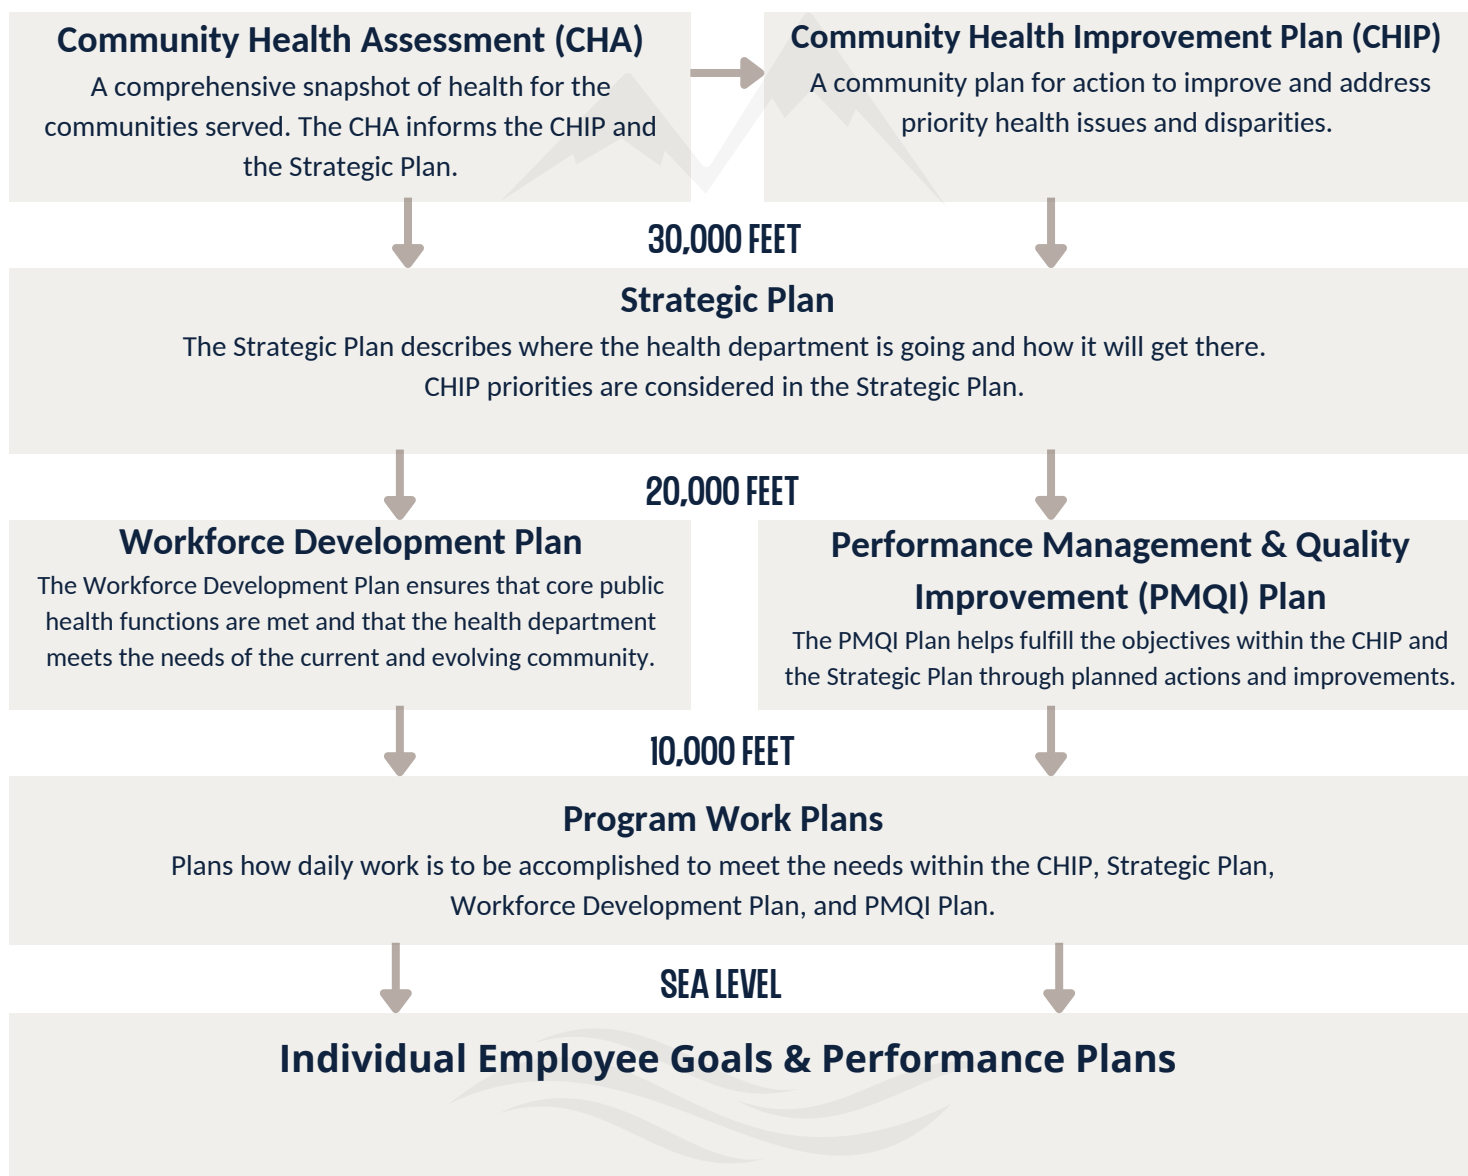 Community Health Assessment (CHA)
A comprehensive snapshot of health for the
communities served. The CHA informs the CHIP and
the Strategic Plan.
Community Health Improvement Plan (CHIP)
A community plan for action to improve and address
priority health issues and disparities.
30,000 FEET
Strategic Plan
The Strategic Plan describes where the health department is going and how it will get there.
CHIP priorities are considered in the Strategic Plan.
20,000 FEET
Workforce Development Plan
The Workforce Development Plan ensures that core public
health functions are met and that the health department
meets the needs of the current and evolving community.
Performance Management & Quality
Improvement (PMQI) Plan
The PMQI Plan helps fulfill the objectives within the CHIP and
the Strategic Plan through planned actions and improvements.
10,000 FEET
Program Work Plans
Plans how daily work is to be accomplished to meet the needs within the CHIP, Strategic Plan,
Workforce Development Plan, and PMQI Plan.
SEA LEVEL
Individual Employee Goals & Performance Plans